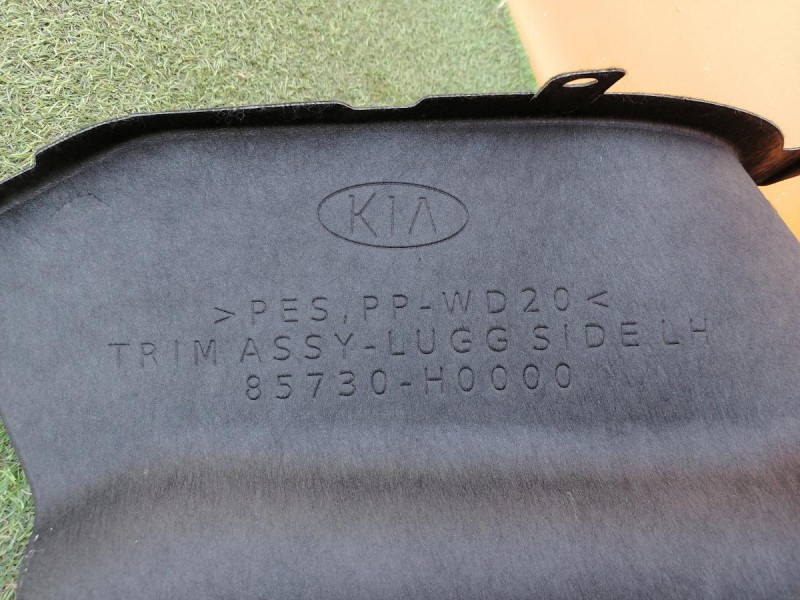 KIA
>PES,PP-WD20<
TRIM ASSY-LUGG SIDE LH
85730-H0000